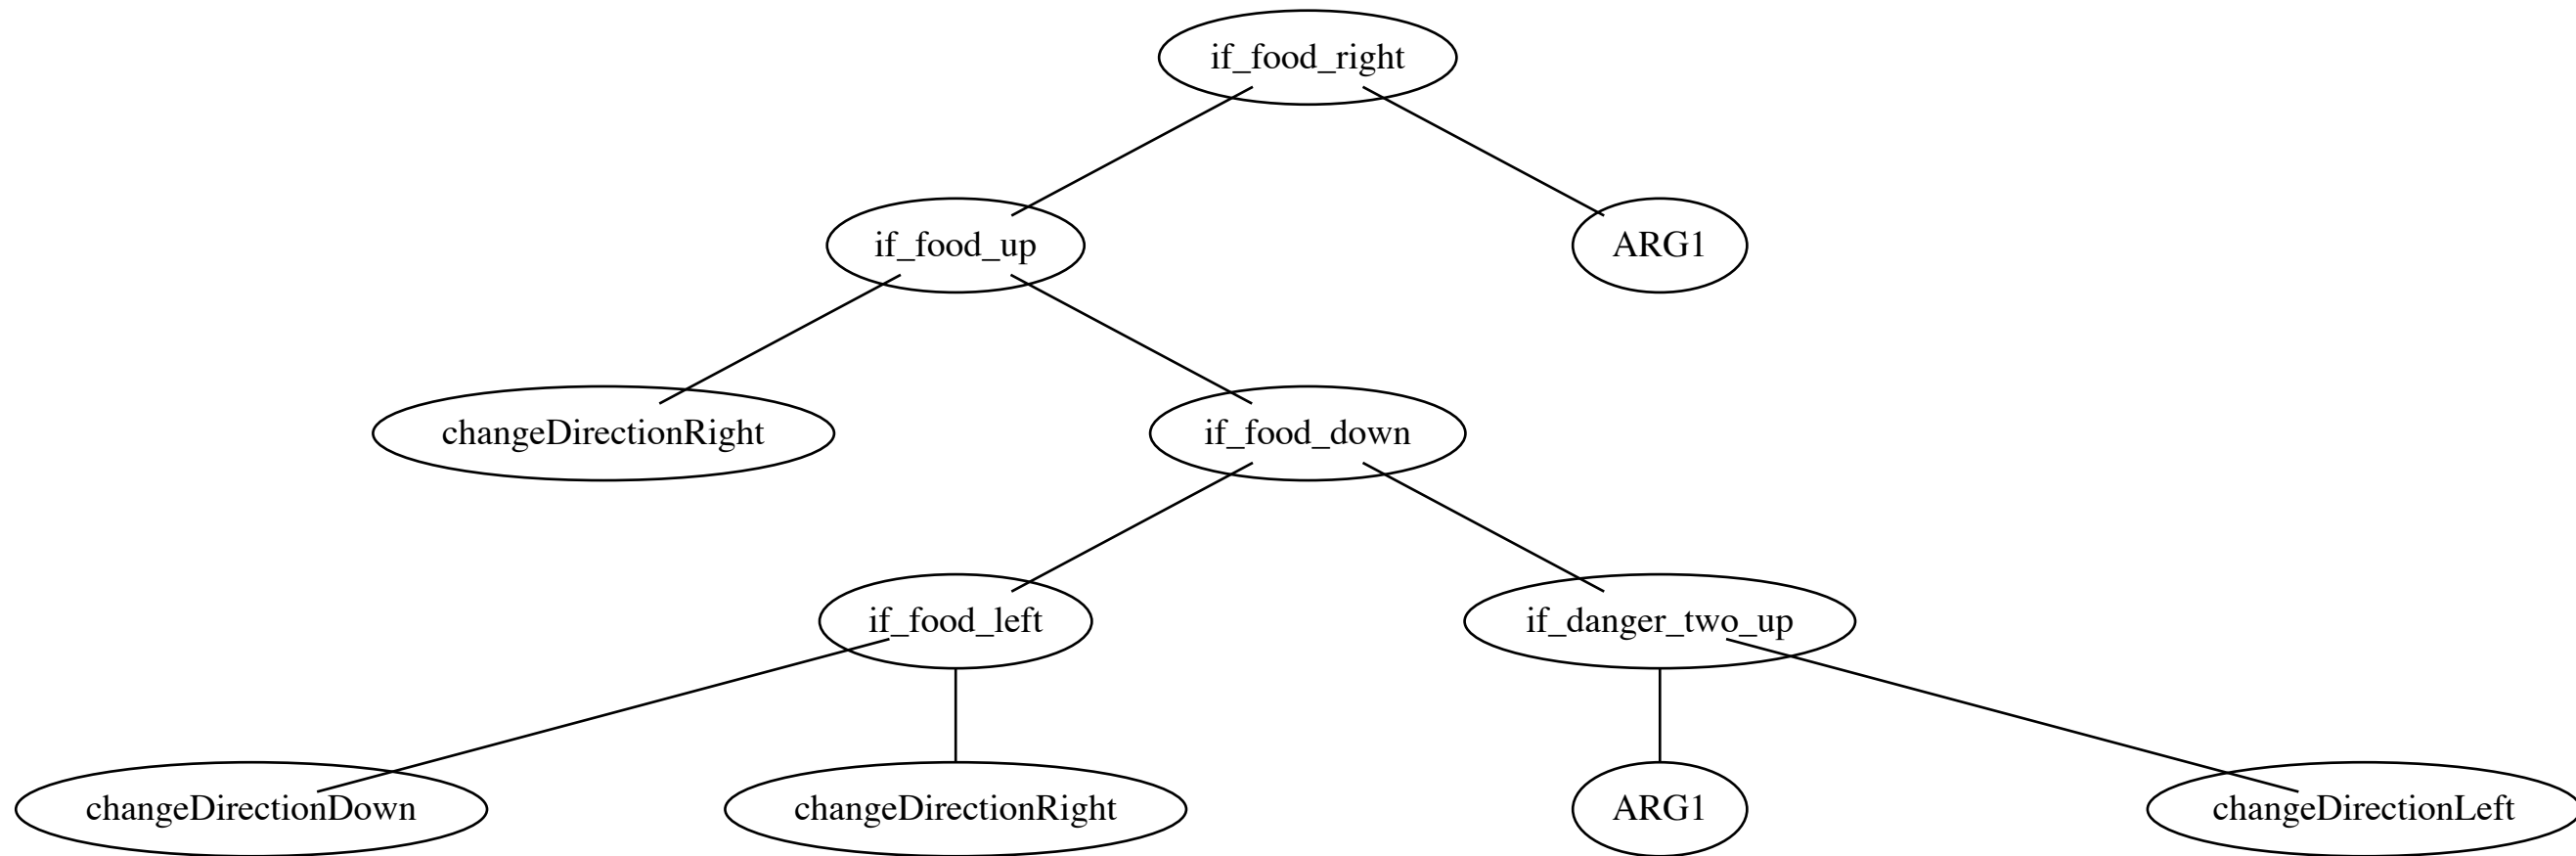 if_food_right
if_food_up
ARG1
changeDirectionRight
if_food_down
if_food_left
if_danger_two_up
changeDirectionDown
changeDirectionRight
ARG1
changeDirectionLeft